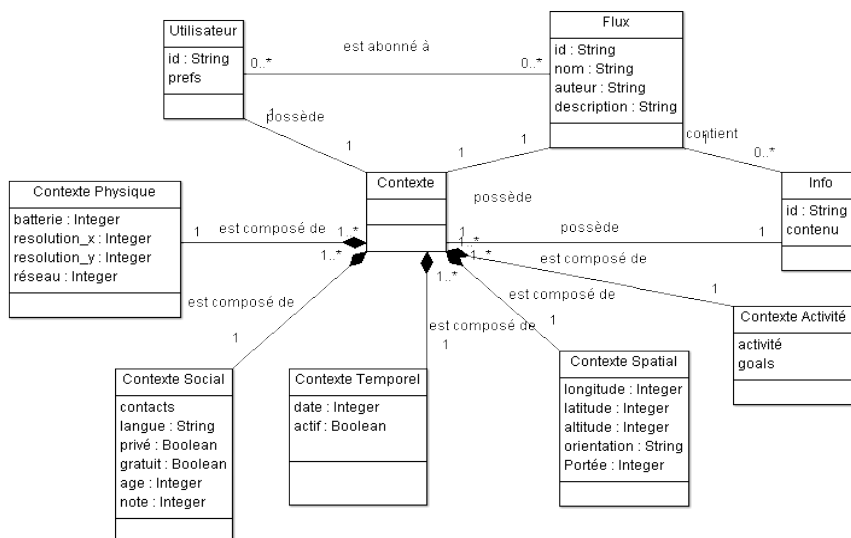 Utilisateur
id : String
prefs
est abonné à
0..*
0..*
Flux
id : String
nom : String
auteur : String
description : String
1
possède
1
1
1
1
contient
0..*
possède
Contexte
Info
id : String
contenu
1
possède
1
Contexte Physique
batterie : Integer
resolution_x : Integer
resolution_y : Integer
réseau : Integer
1
est composé de
1..*
1..*
est composé de
1
1..*
est composé de
1
1..*
est composé de
1
1..*
est composé de
1
Contexte Activité
activité
goals
Contexte Social
contacts
langue : String
privé : Boolean
gratuit : Boolean
age : Integer
note : Integer
Contexte Temporel
date : Integer
actif : Boolean
Contexte Spatial
longitude : Integer
latitude : Integer
altitude : Integer
orientation : String
Portée : Integer